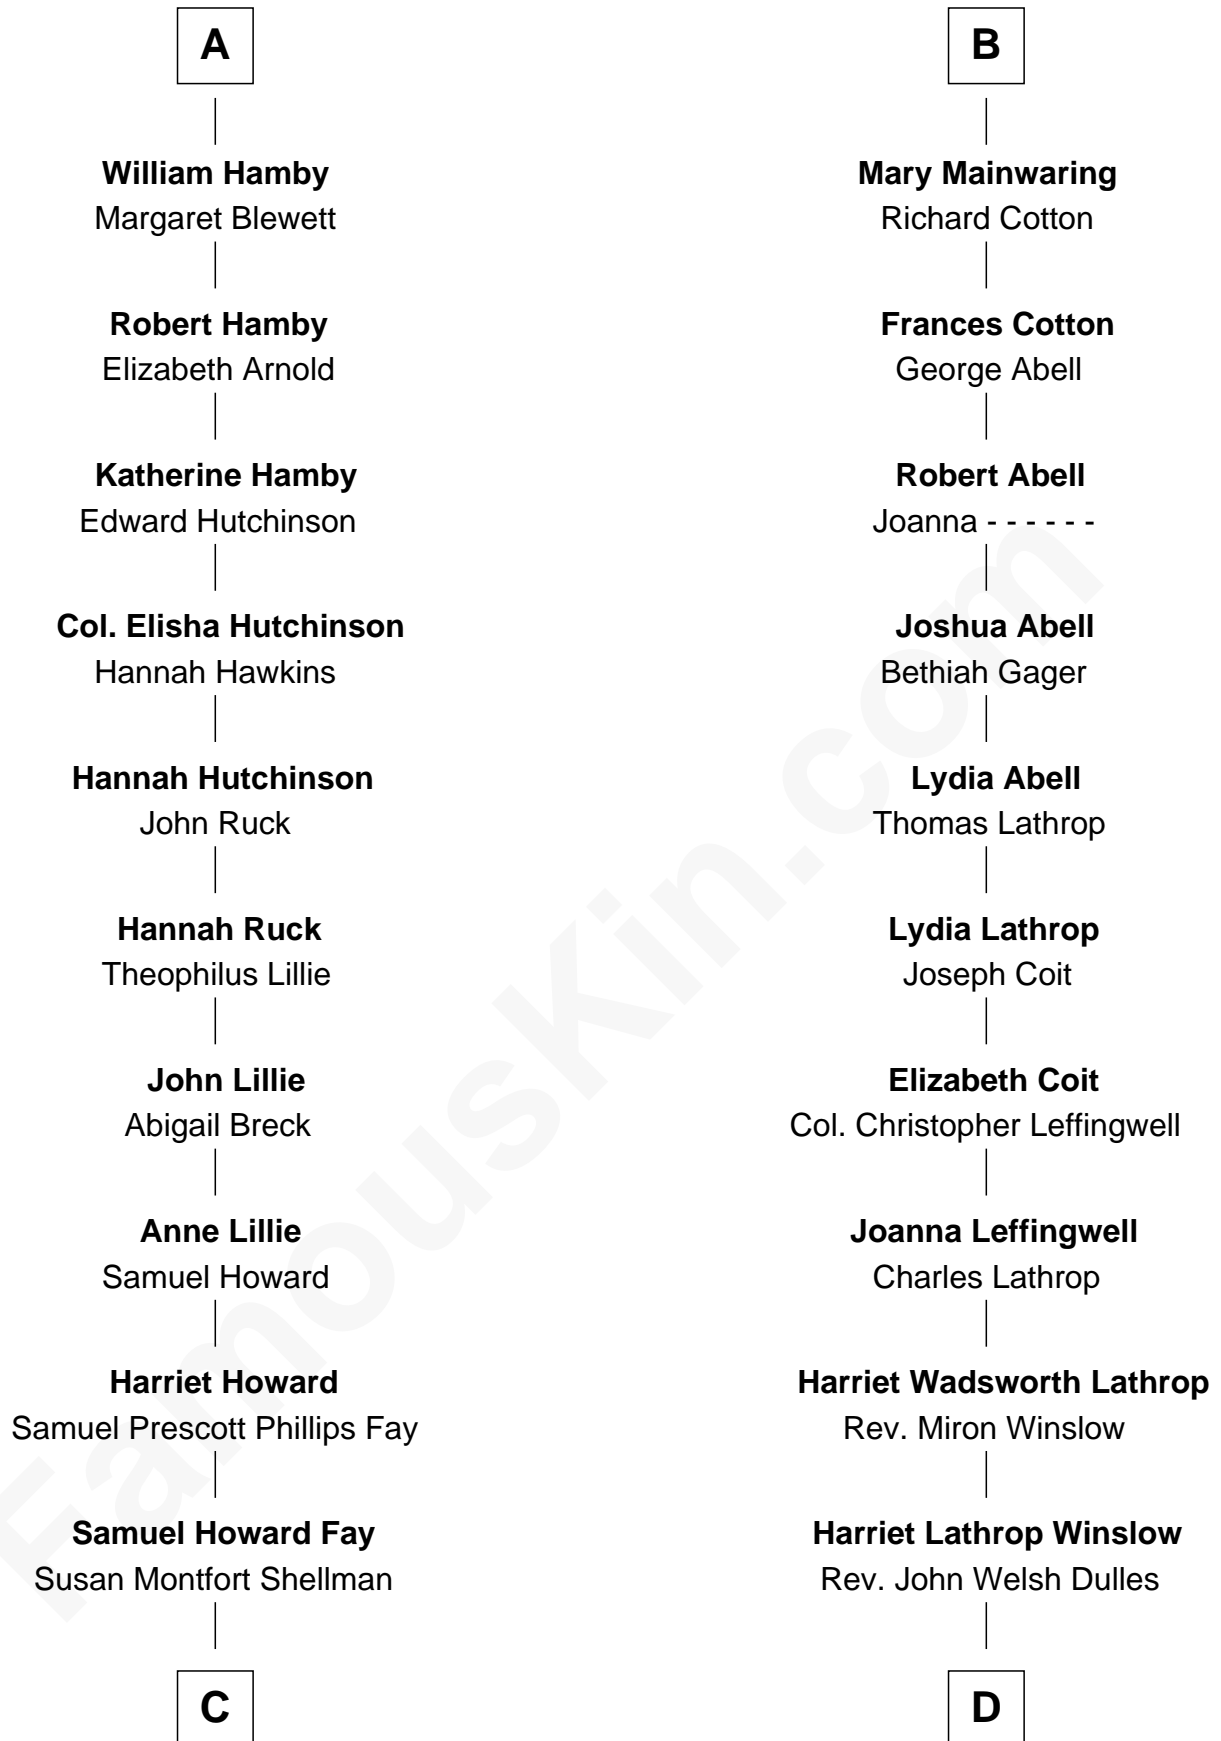 A
William Hamby
Margaret Blewett
Robert Hamby
Elizabeth Arnold
Katherine Hamby
Edward Hutchinson
Col. Elisha Hutchinson
Hannah Hawkins
Hannah Hutchinson
John Ruck
Hannah Ruck
Theophilus Lillie
John Lillie
Abigail Breck
Anne Lillie
Samuel Howard
Harriet Howard
Samuel Prescott Phillips Fay
Samuel Howard Fay
Susan Montfort Shellman
C
B
Mary Mainwaring
Richard Cotton
Frances Cotton
George Abell
Robert Abell
Joanna - - - - - -
Joshua Abell
Bethiah Gager
Lydia Abell
Thomas Lathrop
Lydia Lathrop
Joseph Coit
Elizabeth Coit
Col. Christopher Leffingwell
Joanna Leffingwell
Charles Lathrop
Harriet Wadsworth Lathrop
Rev. Miron Winslow
Harriet Lathrop Winslow
Rev. John Welsh Dulles
D
FamousKin.com